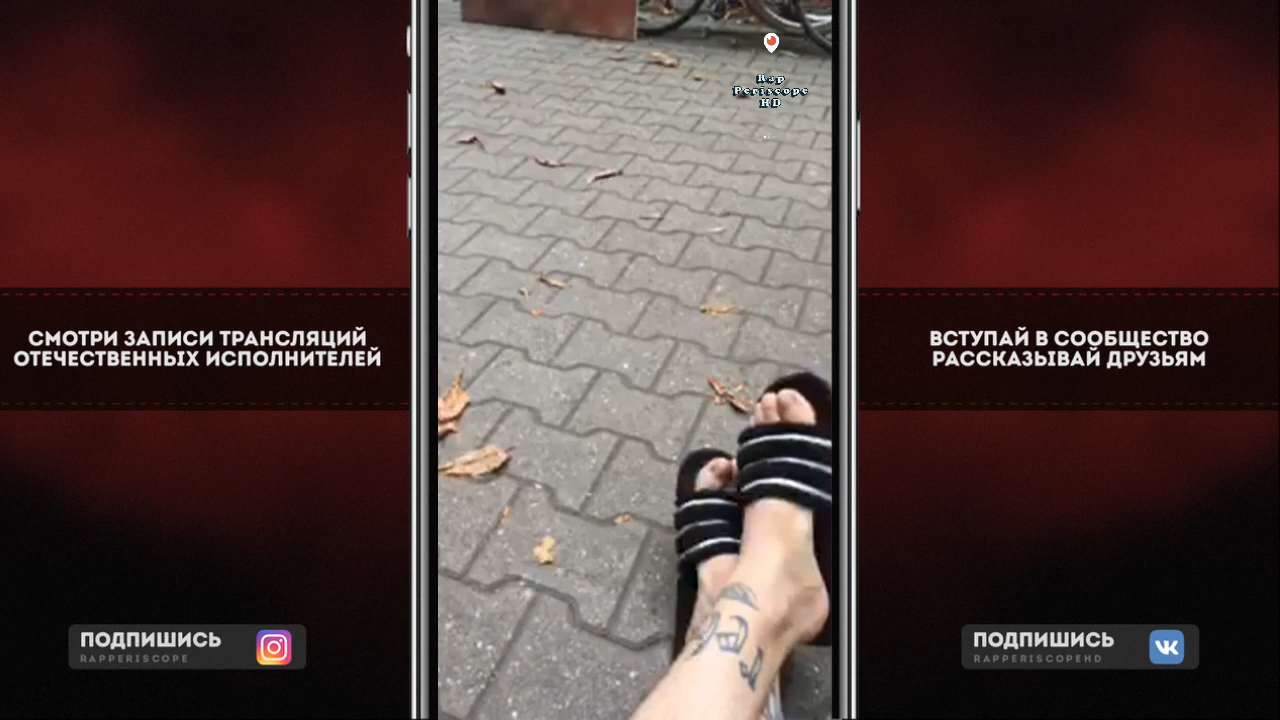 Rap
Periscope
HD
СМОТРИ ЗАПИСИ ТРАНСЛЯЦИЙ
ОТЕЧЕСТВЕННЫХ ИСПОЛНИТЕЛЕЙ
ВСТУПАЙ В СООБЩЕСТВО
РАССКАЗЫВАЙ ДРУЗЬЯМ
ПОДПИШИСЬ
RAPPERISCOPE
ПОДПИШИСЬ
RAPPERISCOPEHD